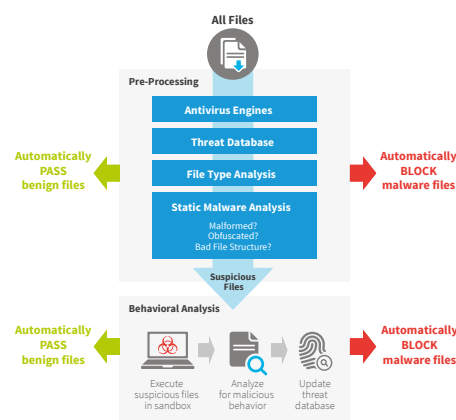 All Files
Pre-Processing
Antivirus Engines
Threat Database
File Type Analysis
Static Malware Analysis
Malformed?
Obfuscated?
Bad File Structure?
Automatically
PASS
benign files
Automatically
BLOCK
malware files
Suspicious
Files
Behavioral Analysis
Automatically
PASS
benign files
Execute
suspicious files
in sandbox
Analyze
for malicious
behavior
Update
threat
database
Automatically
BLOCK
malware files